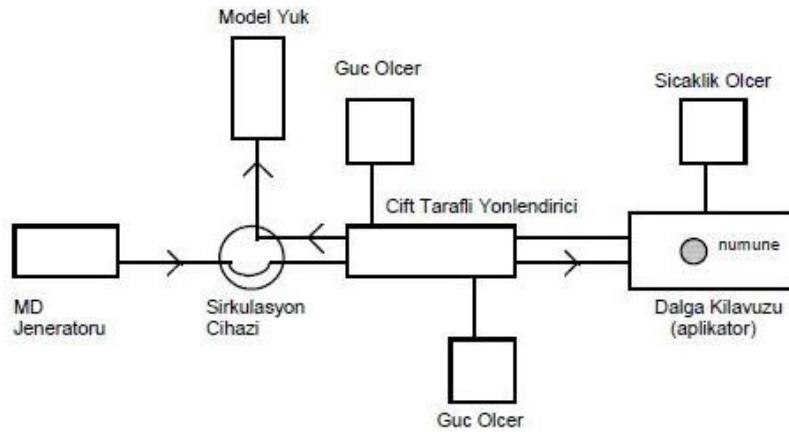 Model Yuk
Guc Olcer
Sicaklik Olcer
Cift Tarafli Yonlendirici
numune
MD
Jeneratoru
Sirkulasyon
Cihazi
Dalga Kilavuzu
(aplikator)
Guc Olcer